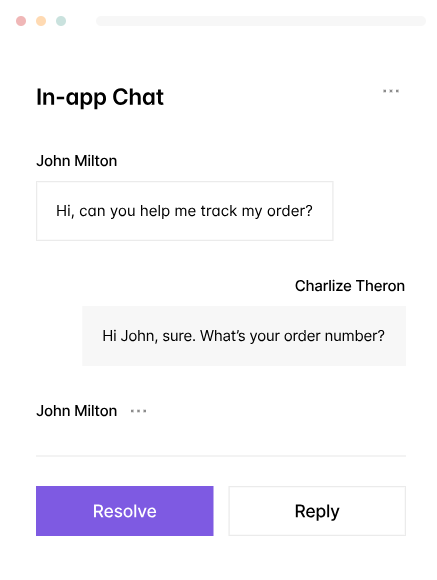 In-app Chat
John Milton
Hi, can you help me track my order?
Charlize Theron
Hi John, sure. What's your order number?
John Milton
Resolve
Reply